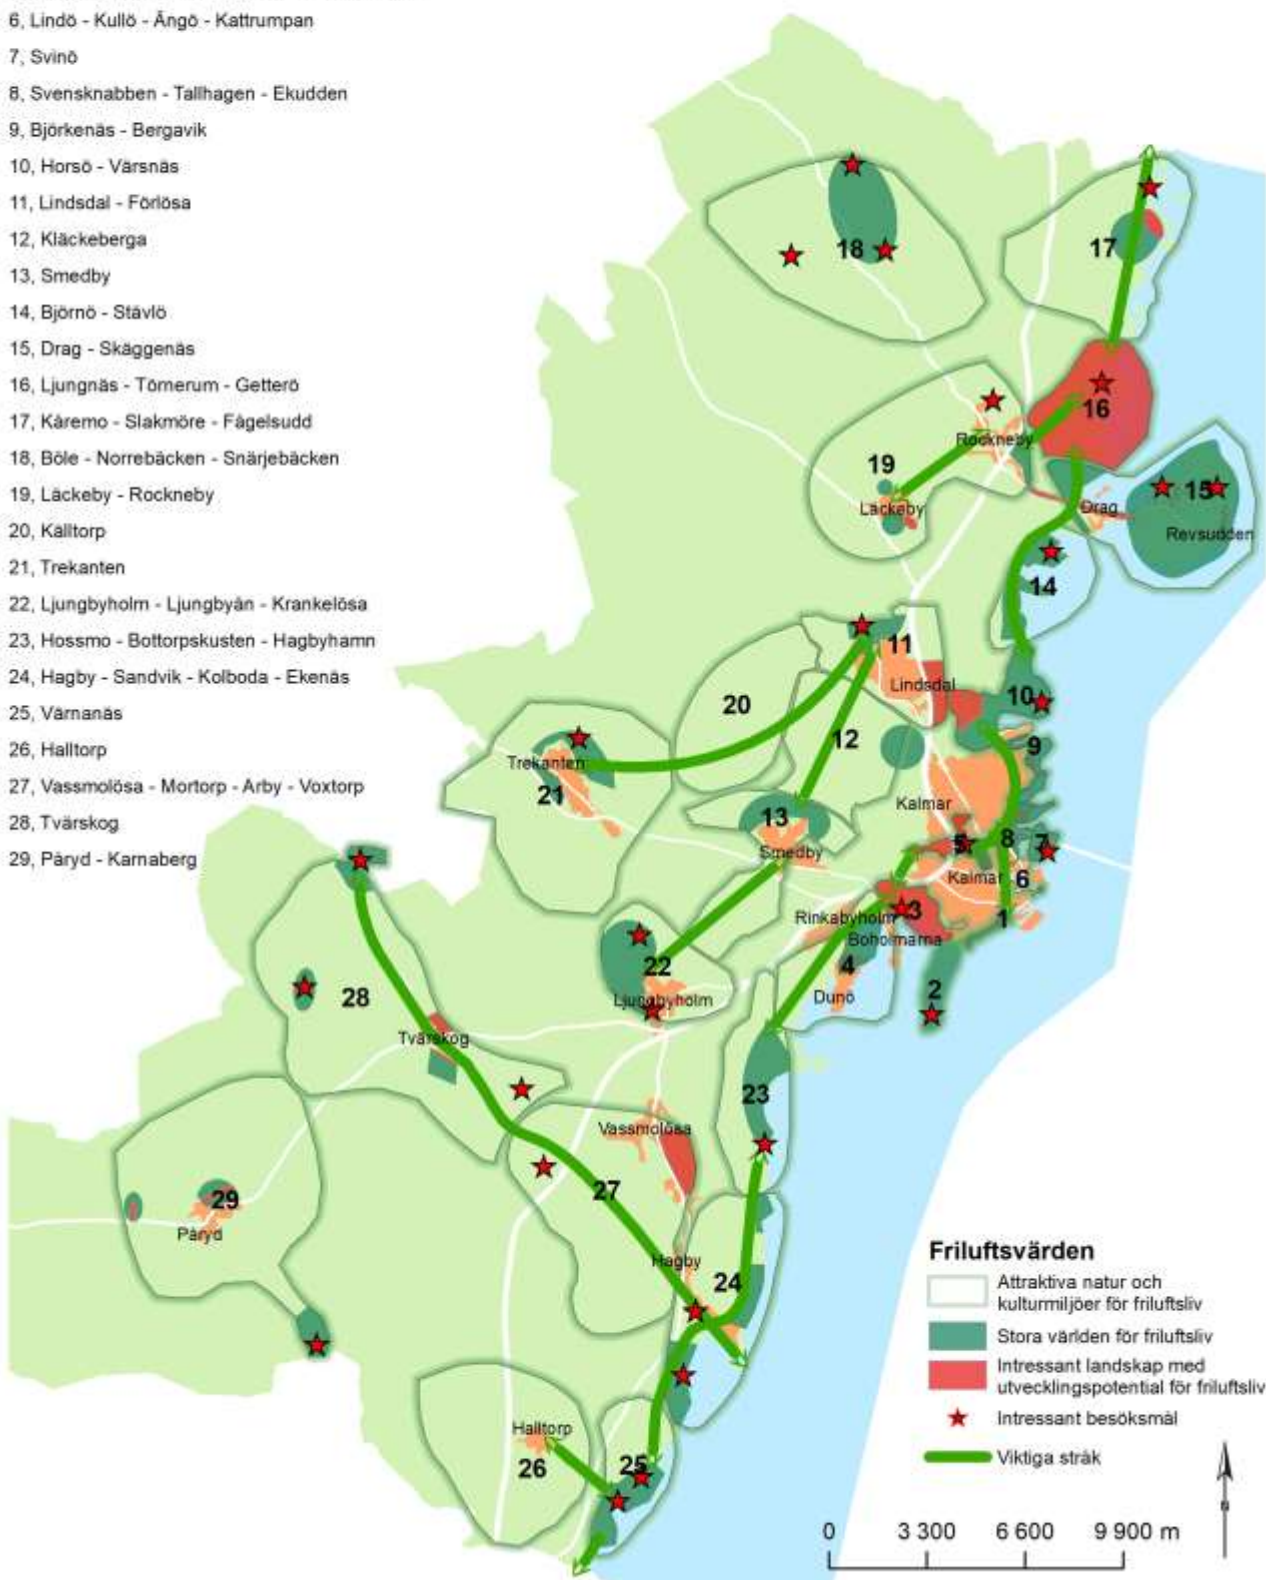 6, Lindö - Kullö - Ängö - Kattrumpan
7, Svinö
8, Svensknabben - Tallhagen - Ekudden
9, Björkenäs - Bergavik
10, Horsö - Värsnäs
11, Lindsdal - Förlösa
12, Kläckeberga
13, Smedby
14, Björnö - Stävlö
15, Drag - Skäggenäs
16, Ljungnäs - Törnerum - Getterö
17, Kåremo - Slakmöre - Fågelsudd
18, Böle - Norrebäcken - Snärjebäcken
19, Läckeby - Rockneby
20, Källtorp
21, Trekanten
22, Ljungbyholm - Ljungbyån - Krankelösa
23, Hossmo - Bottorpskusten - Hagbyhamn
24, Hagby - Sandvik - Kolboda - Ekenäs
25, Värnanäs
26, Halltorp
27, Vassmolösa - Mortorp - Arby - Voxtorp
28, Tvärskog
29, Påryd - Karnaberg
18
17
16
Rockneby
19
Läckeby
Drag
15
Revsudden
14
11
Lindsdal
10
20
12
9
Trekanten
21
13
Smedby
Kalmar
5
8
7
Kalmar
6
Rinkabyholm
3
1
Boholmarna
4
Dunö
2
22
Ljungbyholm
28
Tvärskog
23
Vassmolösa
27
29
Påryd
Hagby
24
Halltorp
26
25
Friluftsvärden
Attraktiva natur och
kulturmiljöer för friluftsliv
Stora världen för friluftsliv
Intressant landskap med
utvecklingspotential för friluftsliv
Intressant besöksmål
Viktiga stråk
0 3 300 6 600 9 900 m